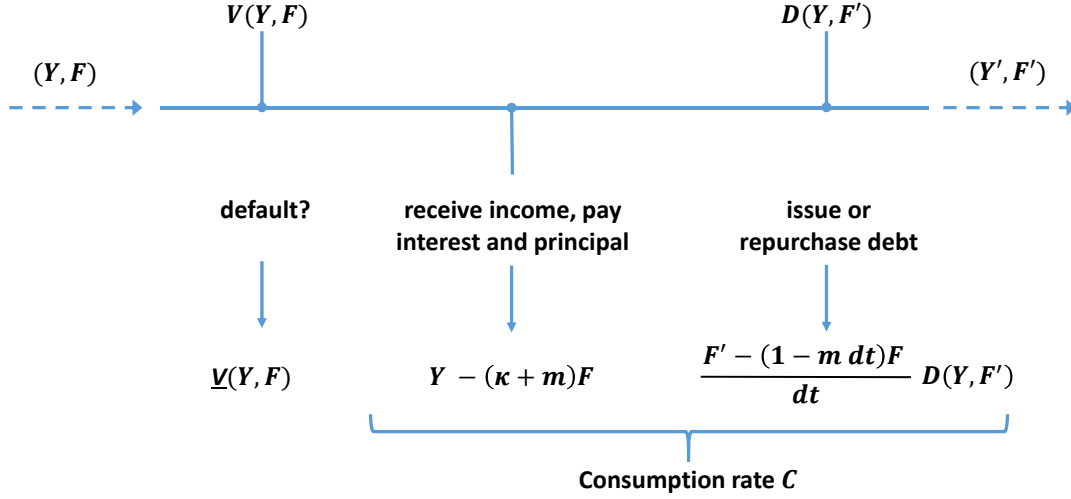 V(Y, F)
D(Y, F′)
(Y, F)
(Y′, F′)
default?
receive income, pay
interest and principal
issue or
repurchase debt
V̲(Y, F)
Y − (κ + m)F
F′ − (1 − m dt)F
dt
D(Y, F′)
Consumption rate C